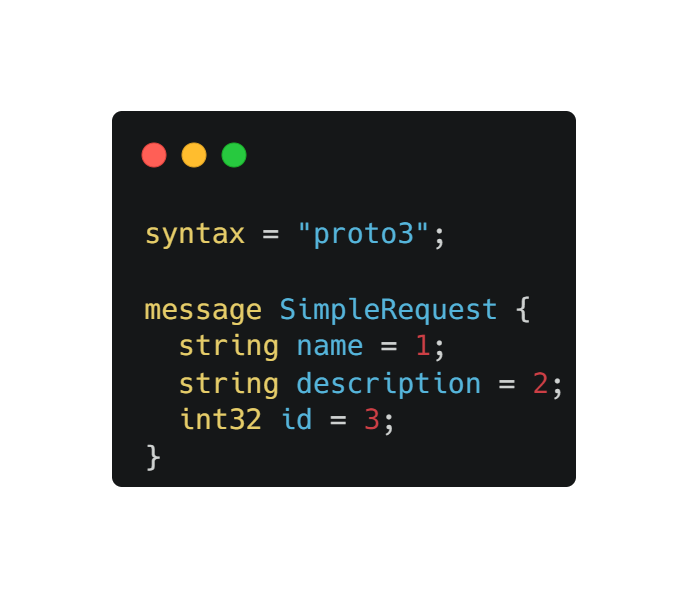 syntax = "proto3";
message SimpleRequest {
string name = 1;
string description = 2;
int32 id = 3;
}